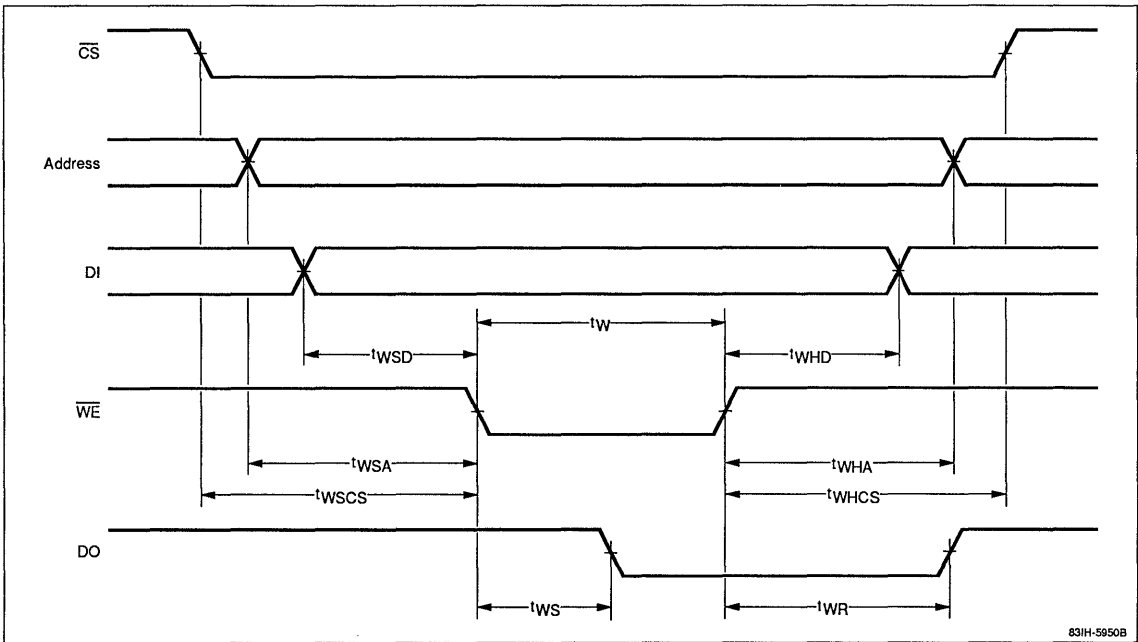 CS
Address
DI
tW
tWSD
tWHD
WE
tWSA
tWHA
tWSCS
tWHCS
DO
tWS
tWR
83IH-5950B